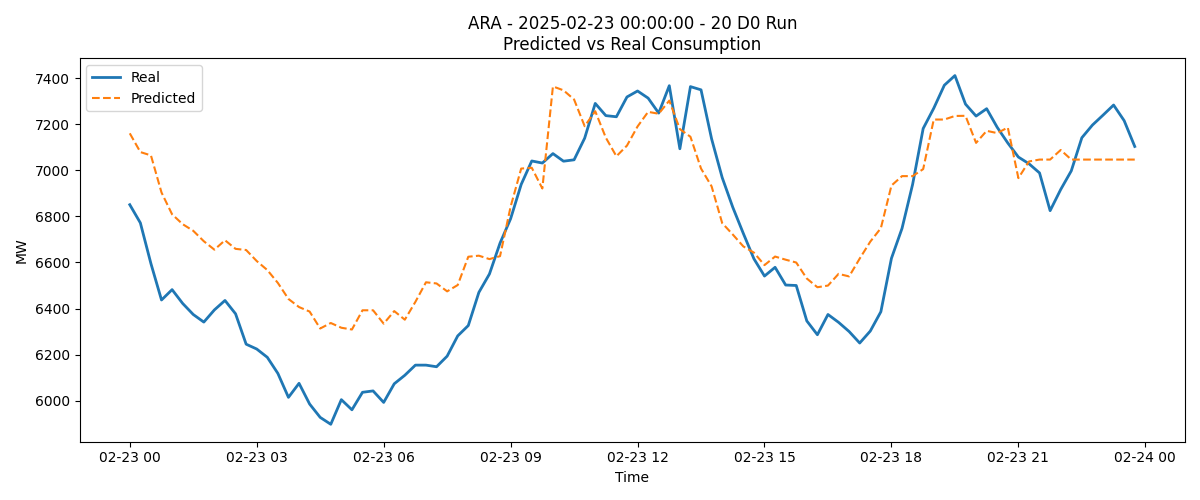 ARA - 2025-02-23 00:00:00 - 20 D0 Run
Predicted vs Real Consumption
Real
Predicted
7400
7200
7000
6800
6600
6400
6200
6000
MW
02-23 00
02-23 03
02-23 06
02-23 09
02-23 12
02-23 15
02-23 18
02-23 21
02-24 00
Time